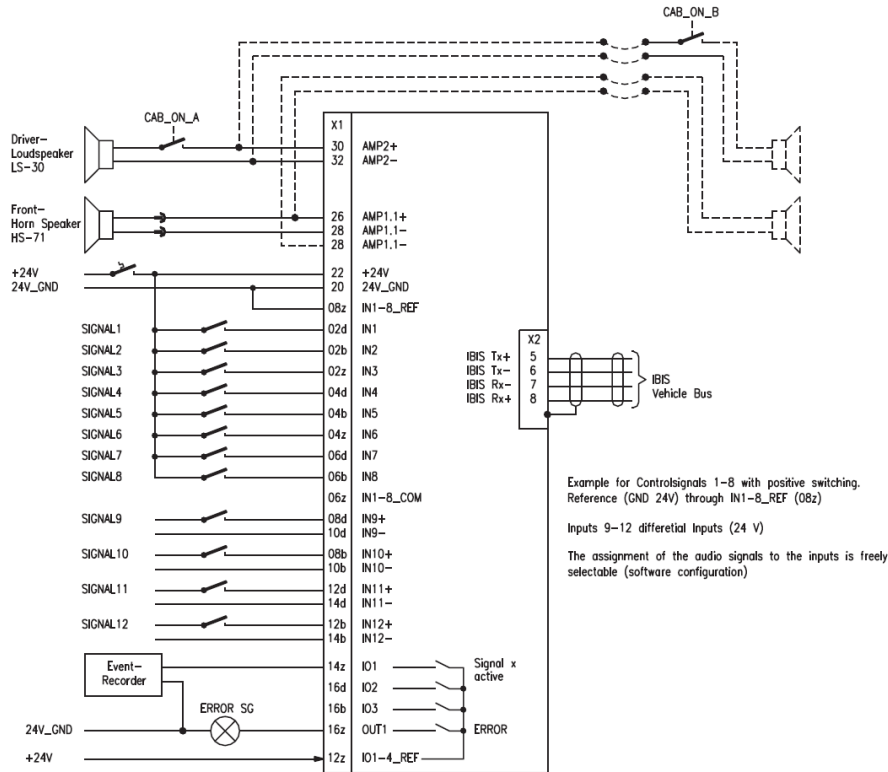 CAB_ON_B
CAB_ON_A
X1
Driver-
Loudspeaker
LS-30
30 AMP2+
32 AMP2-
Front-
Horn Speaker
HS-71
26 AMP1.1+
28 AMP1.1-
28 AMP1.1-
+24V 22 +24V
24V_GND 20 24V_GND
08z IN1-8_REF
SIGNAL1 02d IN1
SIGNAL2 02b IN2
SIGNAL3 02z IN3
SIGNAL4 04d IN4
SIGNAL5 04b IN5
SIGNAL6 04z IN6
SIGNAL7 06d IN7
SIGNAL8 06b IN8
06z IN1-8_COM
SIGNAL9 08d IN9+
10d IN9-
SIGNAL10 08b IN10+
10b IN10-
SIGNAL11 12d IN11+
14d IN11-
SIGNAL12 12b IN12+
14b IN12-
Event-
Recorder
14z IO1
16d IO2
16b IO3
Signal x
active
ERROR SG
24V_GND 16z OUT1 ERROR
+24V 12z IO1-4_REF
X2
IBIS Tx+ 5
IBIS Tx- 6
IBIS Rx- 7
IBIS Rx+ 8
IBIS
Vehicle Bus
Example for Controlsignals 1-8 with positive switching.
Reference (GND 24V) through IN1-8_REF (08z)
Inputs 9-12 differetial Inputs (24 V)
The assignment of the audio signals to the inputs is freely
selectable (software configuration)